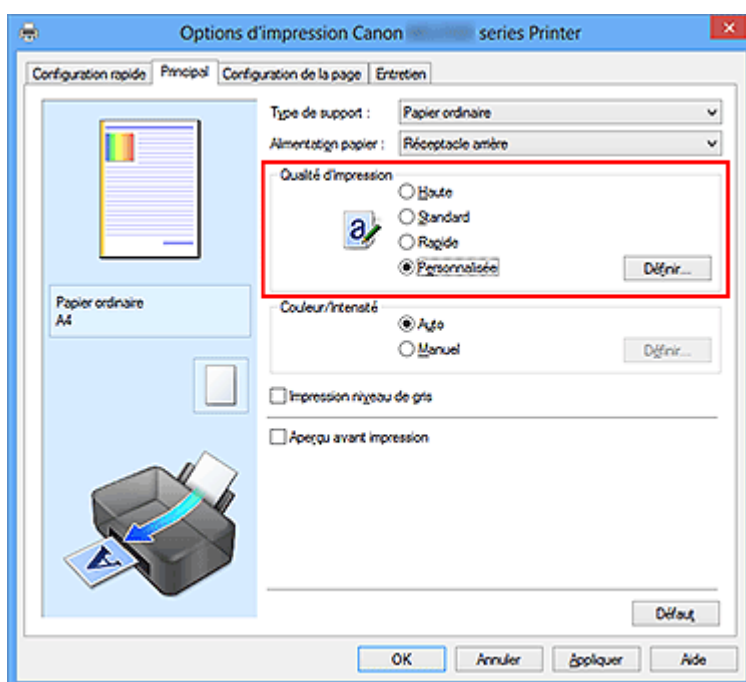 Options d'impression Canon series Printer
Configuration rapide Principal Configuration de la page Entretien
Type de support : Papier ordinaire
Alimentation papier : Réceptacle arrière
Qualité d'impression
Haute
Standard
Rapide
Personnalisée Définir...
Papier ordinaire
A4
Couleur/Intensité
Auto
Manuel Définir...
Impression niveau de gris
Aperçu avant impression
Défaut
OK Annuler Appliquer Aide